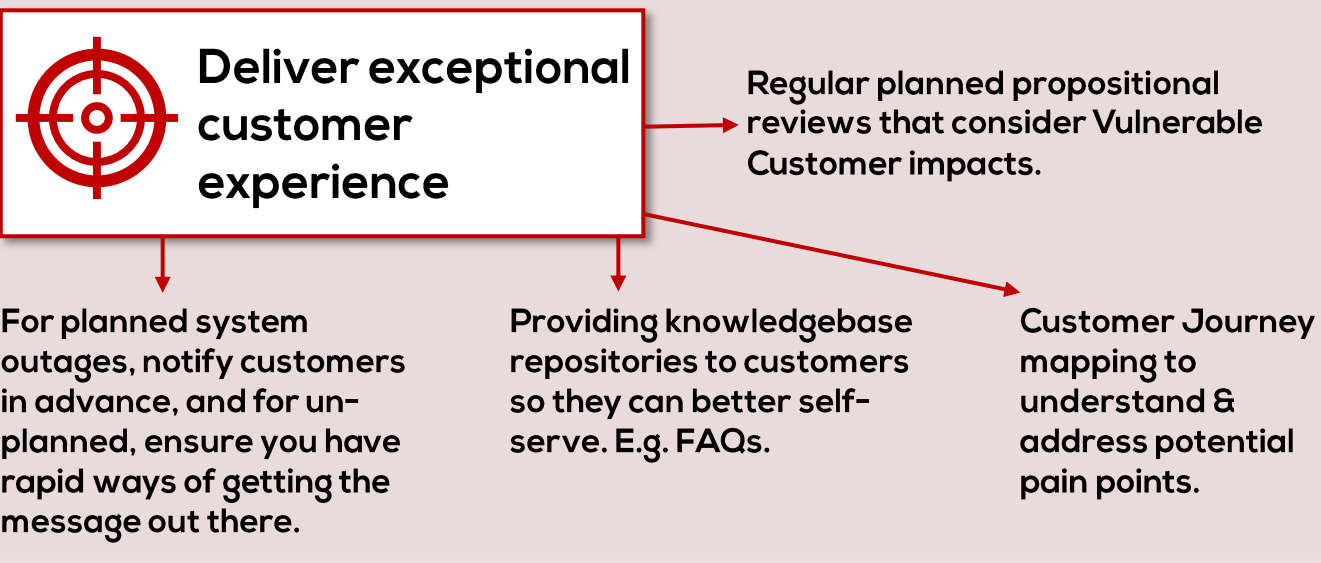 Deliver exceptional
customer
experience
Regular planned propositional
reviews that consider Vulnerable
Customer impacts.
For planned system
outages, notify customers
in advance, and for un-
planned, ensure you have
rapid ways of getting the
message out there.
Providing knowledgebase
repositories to customers
so they can better self-
serve. E.g. FAQs.
Customer Journey
mapping to
understand &
address potential
pain points.